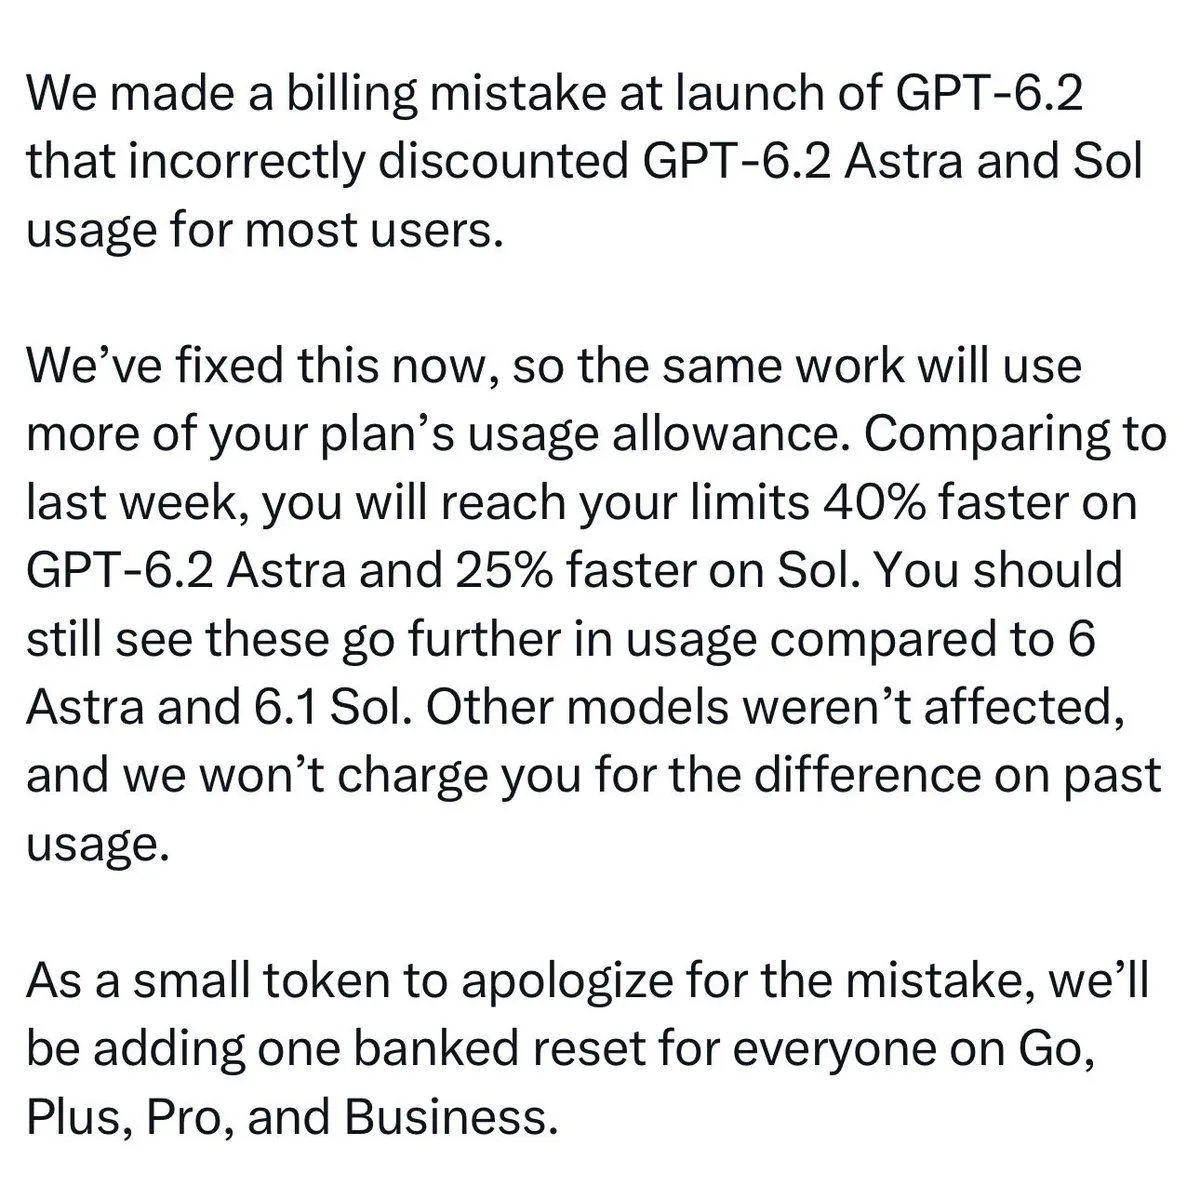 We made a billing mistake at launch of GPT-6.2
that incorrectly discounted GPT-6.2 Astra and Sol
usage for most users.
We’ve fixed this now, so the same work will use
more of your plan’s usage allowance. Comparing to
last week, you will reach your limits 40% faster on
GPT-6.2 Astra and 25% faster on Sol. You should
still see these go further in usage compared to 6
Astra and 6.1 Sol. Other models weren’t affected,
and we won’t charge you for the difference on past
usage.
As a small token to apologize for the mistake, we’ll
be adding one banked reset for everyone on Go,
Plus, Pro, and Business.